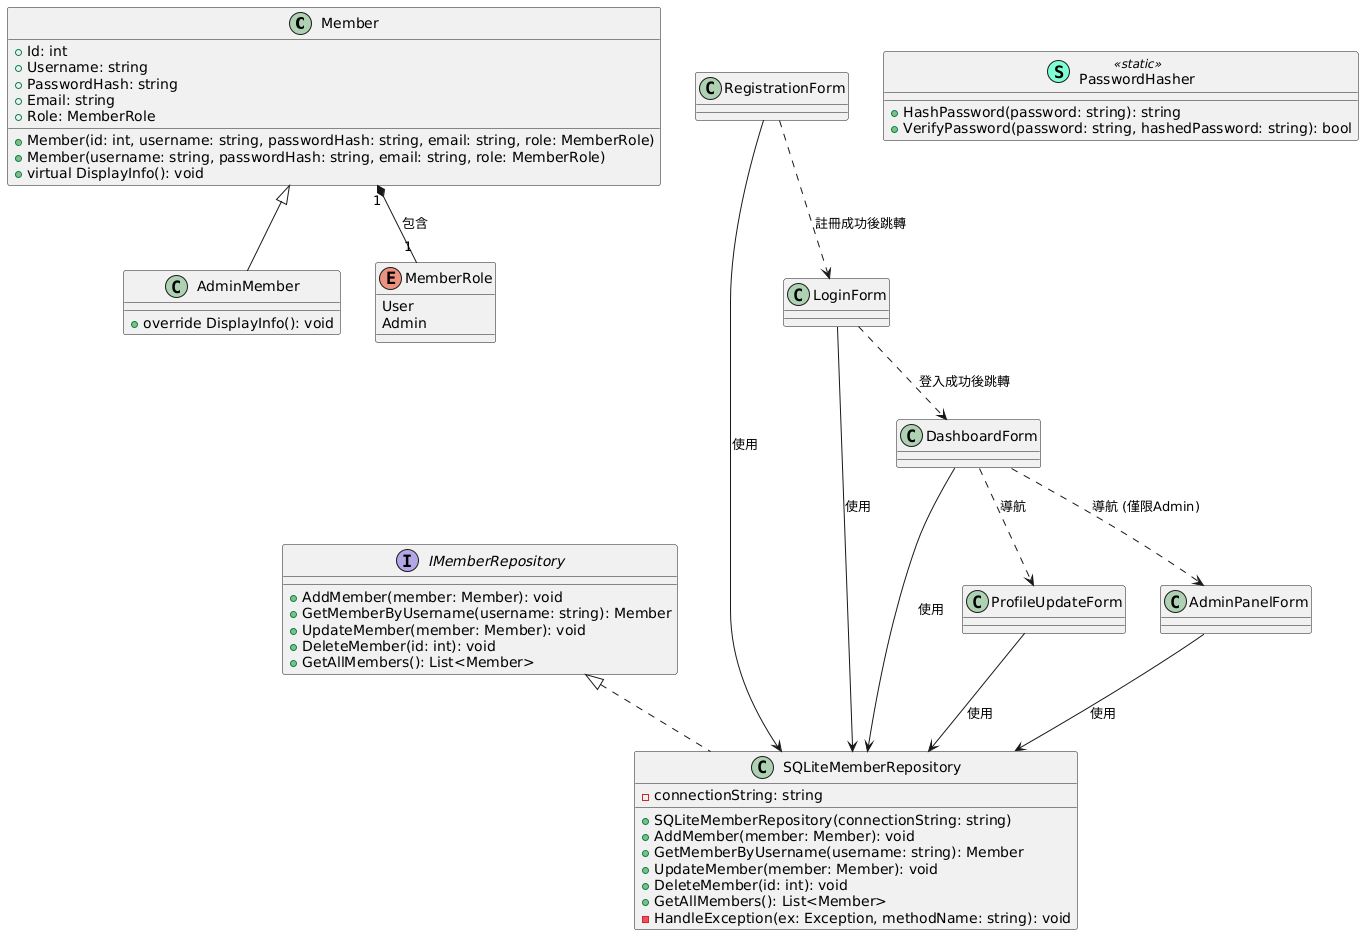 C Member
Id: int
Username: string
PasswordHash: string
Email: string
Role: MemberRole
Member(id: int, username: string, passwordHash: string, email: string, role: MemberRole)
Member(username: string, passwordHash: string, email: string, role: MemberRole)
virtual DisplayInfo(): void
C RegistrationForm
S «static»
PasswordHasher
HashPassword(password: string): string
VerifyPassword(password: string, hashedPassword: string): bool
1
包含
1
註冊成功後跳轉
C AdminMember
override DisplayInfo(): void
E MemberRole
User
Admin
C LoginForm
登入成功後跳轉
使用
C DashboardForm
使用
導航
導航 (僅限Admin)
I IMemberRepository
AddMember(member: Member): void
GetMemberByUsername(username: string): Member
UpdateMember(member: Member): void
DeleteMember(id: int): void
GetAllMembers(): List<Member>
使用
C ProfileUpdateForm
C AdminPanelForm
使用
使用
C SQLiteMemberRepository
connectionString: string
SQLiteMemberRepository(connectionString: string)
AddMember(member: Member): void
GetMemberByUsername(username: string): Member
UpdateMember(member: Member): void
DeleteMember(id: int): void
GetAllMembers(): List<Member>
HandleException(ex: Exception, methodName: string): void